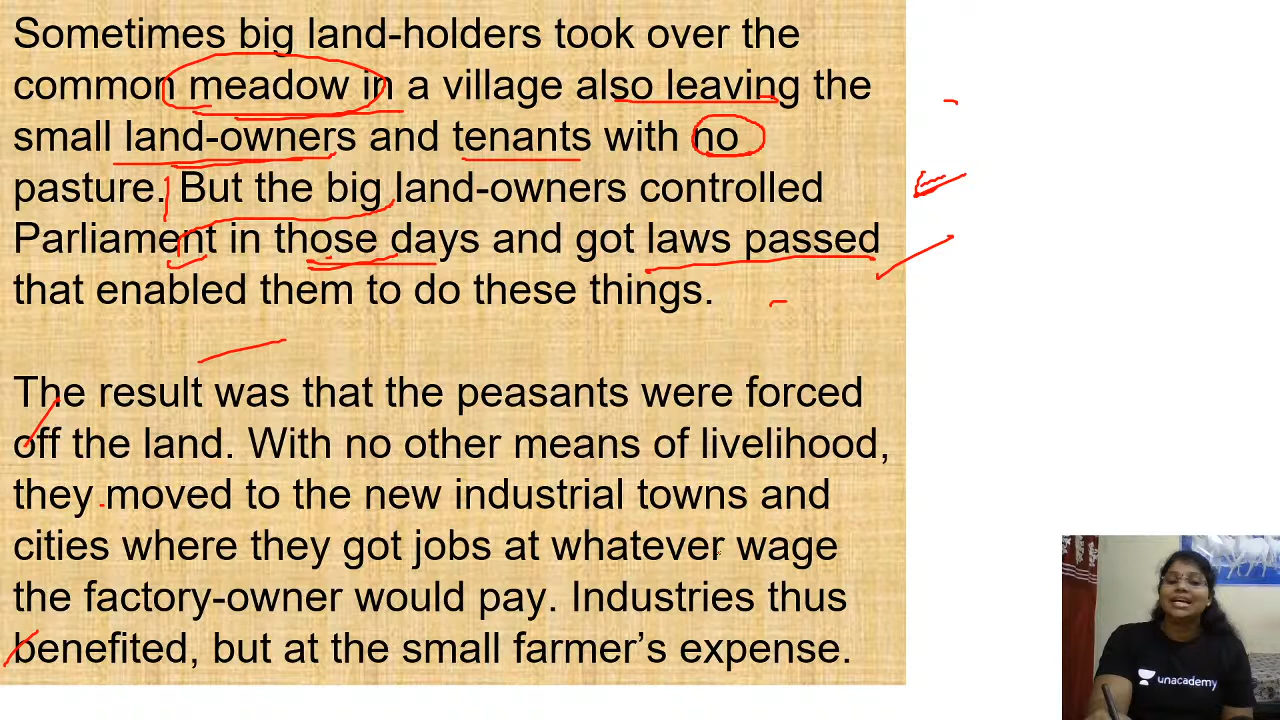 Sometimes big land-holders took over the
common meadow in a village also leaving the
small land-owners and tenants with no
pasture. But the big land-owners controlled
Parliament in those days and got laws passed
that enabled them to do these things.
The result was that the peasants were forced
off the land. With no other means of livelihood,
they moved to the new industrial towns and
cities where they got jobs at whatever wage
the factory-owner would pay. Industries thus
benefited, but at the small farmer’s expense.
unacademy